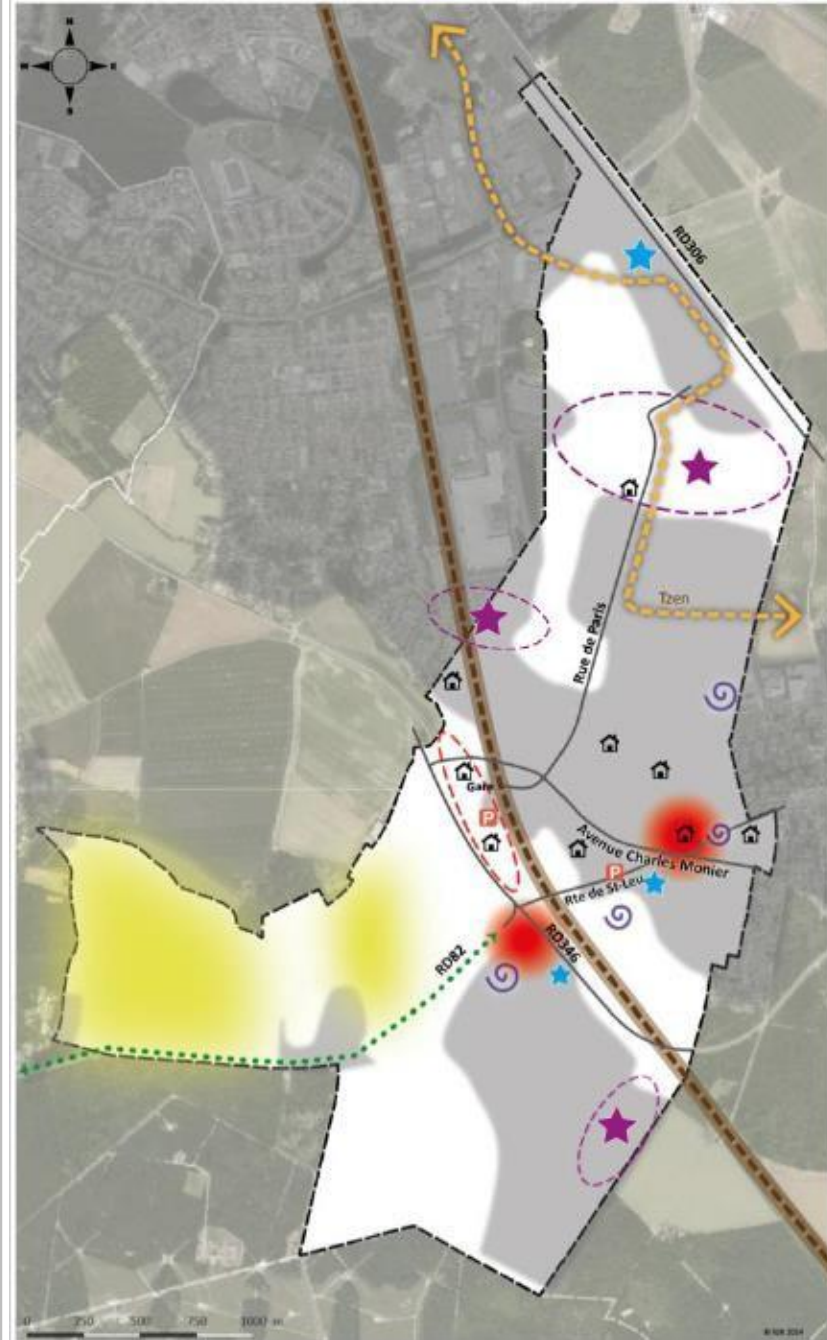 N
W
E
S
RD306
Tzen
Rue de Paris
Gare
P
Avenue Charles Monier
P
Rte de St-Leu
RD346
RD82
0 250 500 750 1000 m